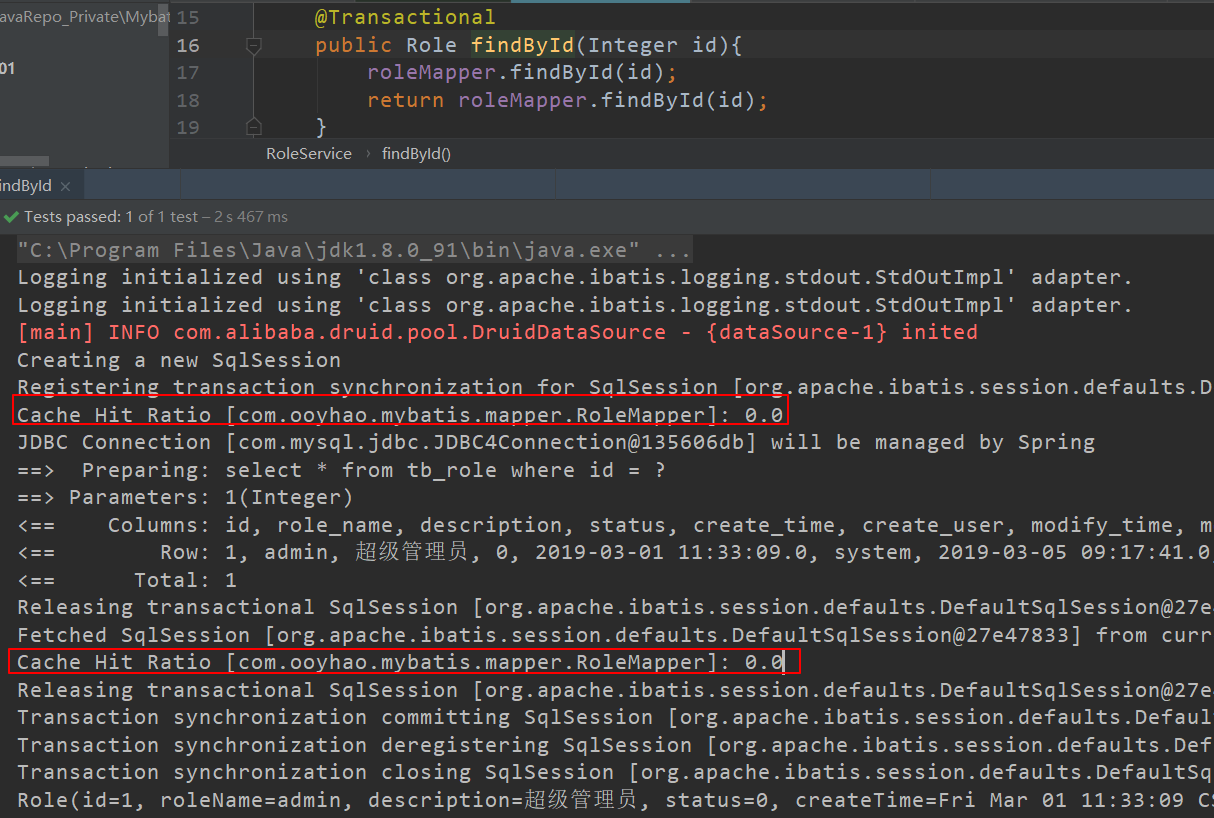 avaRepo_Private\Mybat
01
15 @Transactional
16 public Role findById(Integer id){
17 roleMapper.findById(id);
18 return roleMapper.findById(id);
19 }
RoleService › findById()
indById ×
Tests passed: 1 of 1 test – 2 s 467 ms
"C:\Program Files\Java\jdk1.8.0_91\bin\java.exe" ...
Logging initialized using 'class org.apache.ibatis.logging.stdout.StdOutImpl' adapter.
Logging initialized using 'class org.apache.ibatis.logging.stdout.StdOutImpl' adapter.
[main] INFO com.alibaba.druid.pool.DruidDataSource - {dataSource-1} inited
Creating a new SqlSession
Registering transaction synchronization for SqlSession [org.apache.ibatis.session.defaults.D
Cache Hit Ratio [com.ooyhao.mybatis.mapper.RoleMapper]: 0.0
JDBC Connection [com.mysql.jdbc.JDBC4Connection@135606db] will be managed by Spring
==>  Preparing: select * from tb_role where id = ?
==> Parameters: 1(Integer)
<==    Columns: id, role_name, description, status, create_time, create_user, modify_time, m
<==        Row: 1, admin, 超级管理员, 0, 2019-03-01 11:33:09.0, system, 2019-03-05 09:17:41.0
<==      Total: 1
Releasing transactional SqlSession [org.apache.ibatis.session.defaults.DefaultSqlSession@27e4
Fetched SqlSession [org.apache.ibatis.session.defaults.DefaultSqlSession@27e47833] from curr
Cache Hit Ratio [com.ooyhao.mybatis.mapper.RoleMapper]: 0.0
Releasing transactional SqlSession [org.apache.ibatis.session.defaults.DefaultSqlSession@27e4
Transaction synchronization committing SqlSession [org.apache.ibatis.session.defaults.Defaul
Transaction synchronization deregistering SqlSession [org.apache.ibatis.session.defaults.Def
Transaction synchronization closing SqlSession [org.apache.ibatis.session.defaults.DefaultSq
Role(id=1, roleName=admin, description=超级管理员, status=0, createTime=Fri Mar 01 11:33:09 CS